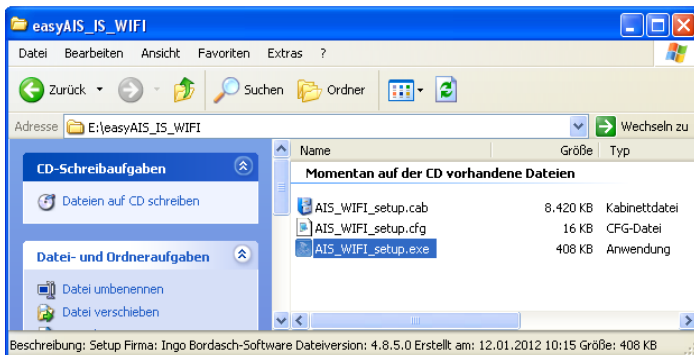 easyAIS_IS_WIFI
Datei Bearbeiten Ansicht Favoriten Extras ?
Zurück Suchen Ordner
Adresse E:\easyAIS_IS_WIFI Wechseln zu
CD-Schreibaufgaben
Dateien auf CD schreiben
Datei- und Ordneraufgaben
Datei umbenennen
Datei verschieben
Name Größe Typ
Momentan auf der CD vorhandene Dateien
AIS_WIFI_setup.cab 8.420 KB Kabinettdatei
AIS_WIFI_setup.cfg 16 KB CFG-Datei
AIS_WIFI_setup.exe 408 KB Anwendung
Beschreibung: Setup Firma: Ingo Bordasch-Software Dateiversion: 4.8.5.0 Erstellt am: 12.01.2012 10:15 Größe: 408 KB